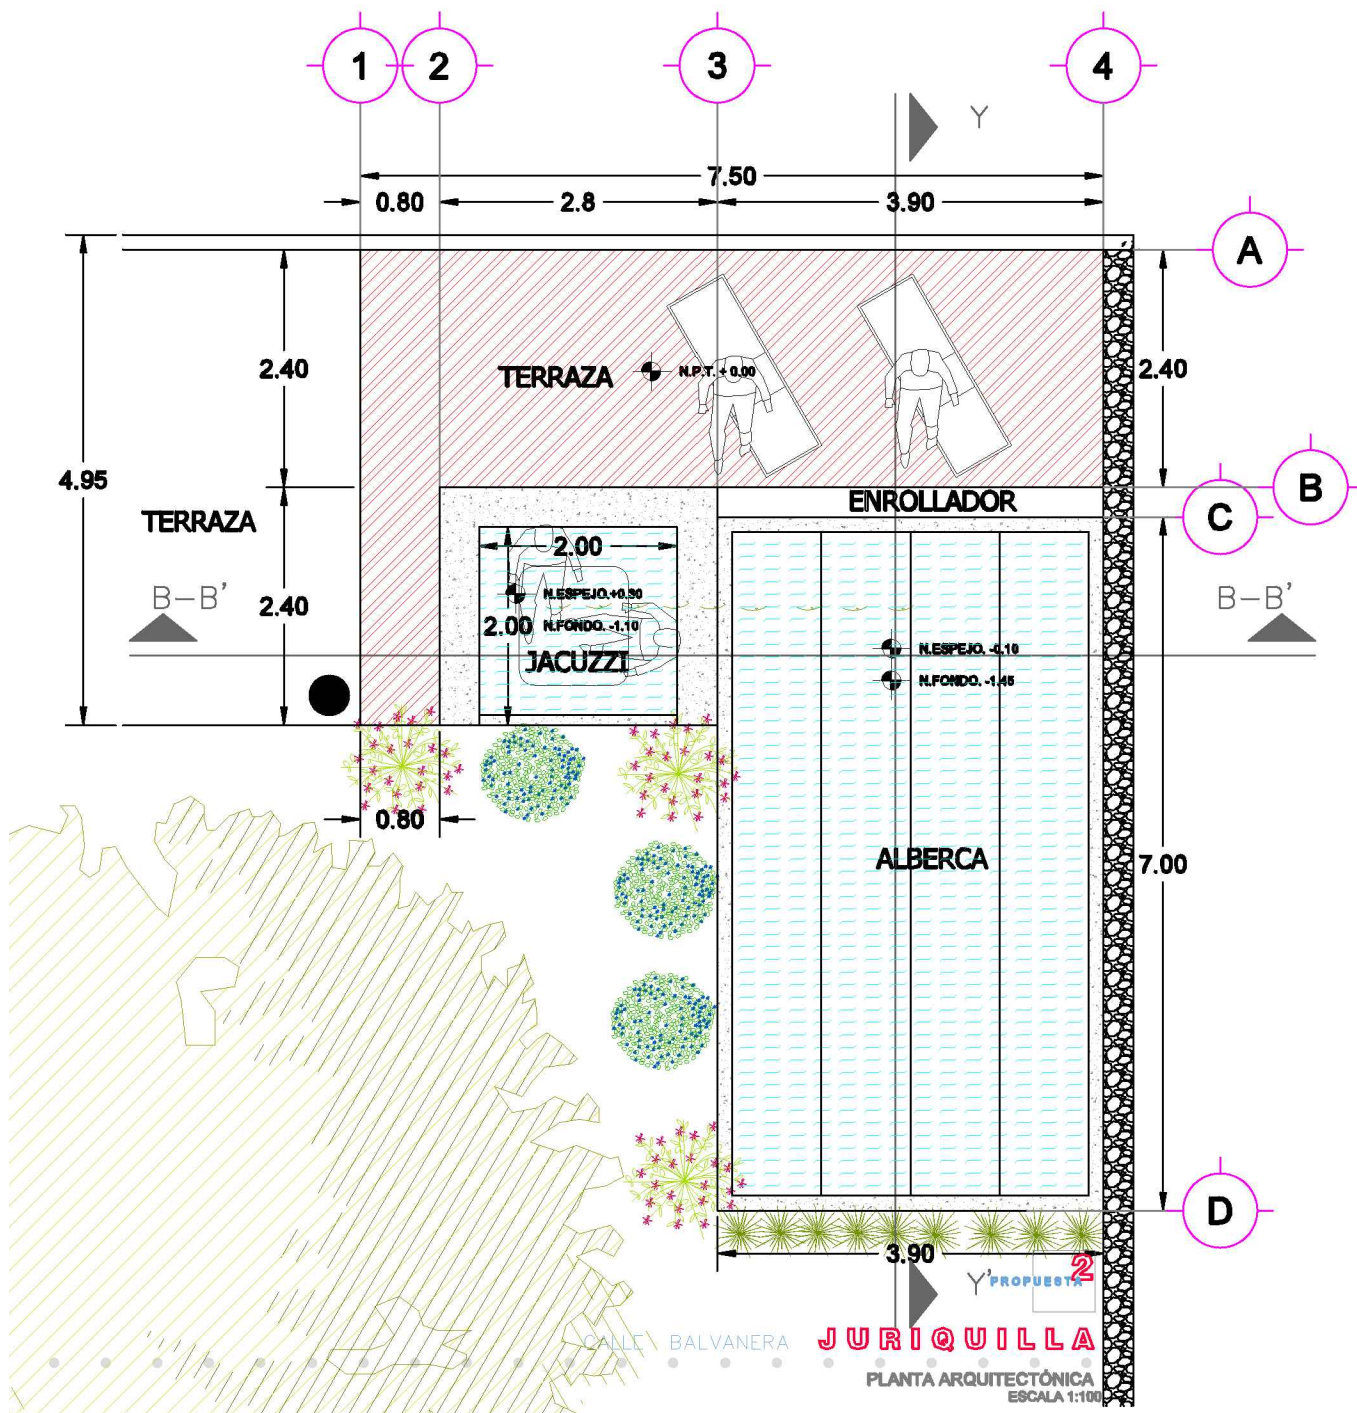 1 2 3 4
Y
7.50
0.80 2.8 3.90
A
2.40 2.40
TERRAZA N.P.T. + 0.00
4.95
B
ENROLLADOR
C
TERRAZA
2.00
B-B' 2.40 N.ESPEJO.+0.30 B-B'
2.00 N.FONDO. -1.10
N.ESPEJO. -0.10
JACUZZI
N.FONDO. -1.45
0.80
ALBERCA 7.00
D
3.90
2
Y' PROPUESTA
CALLE BALVANERA JURIQUILLA
PLANTA ARQUITECTÓNICA
ESCALA 1:100